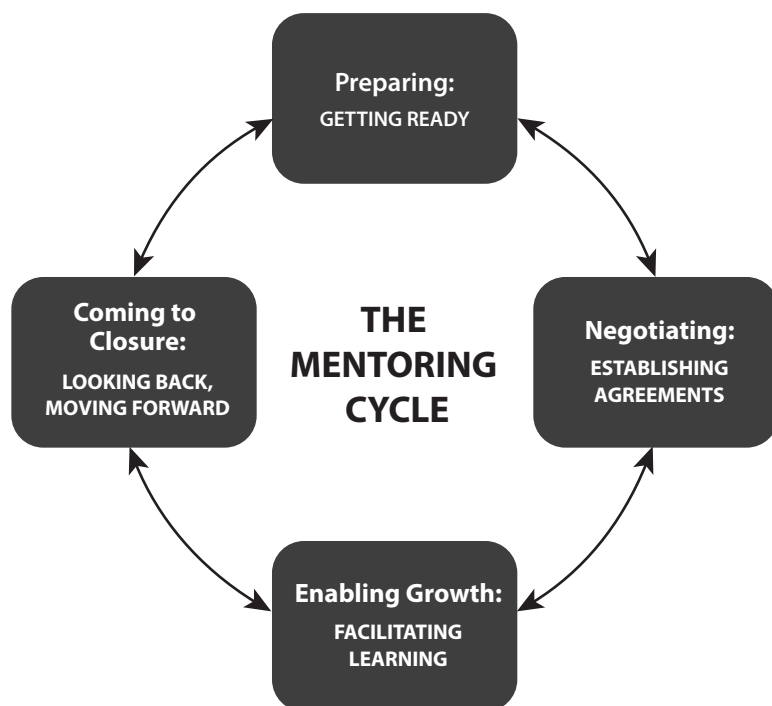 Preparing:
GETTING READY
Coming to
Closure:
LOOKING BACK,
MOVING FORWARD
THE
MENTORING
CYCLE
Negotiating:
ESTABLISHING
AGREEMENTS
Enabling Growth:
FACILITATING
LEARNING